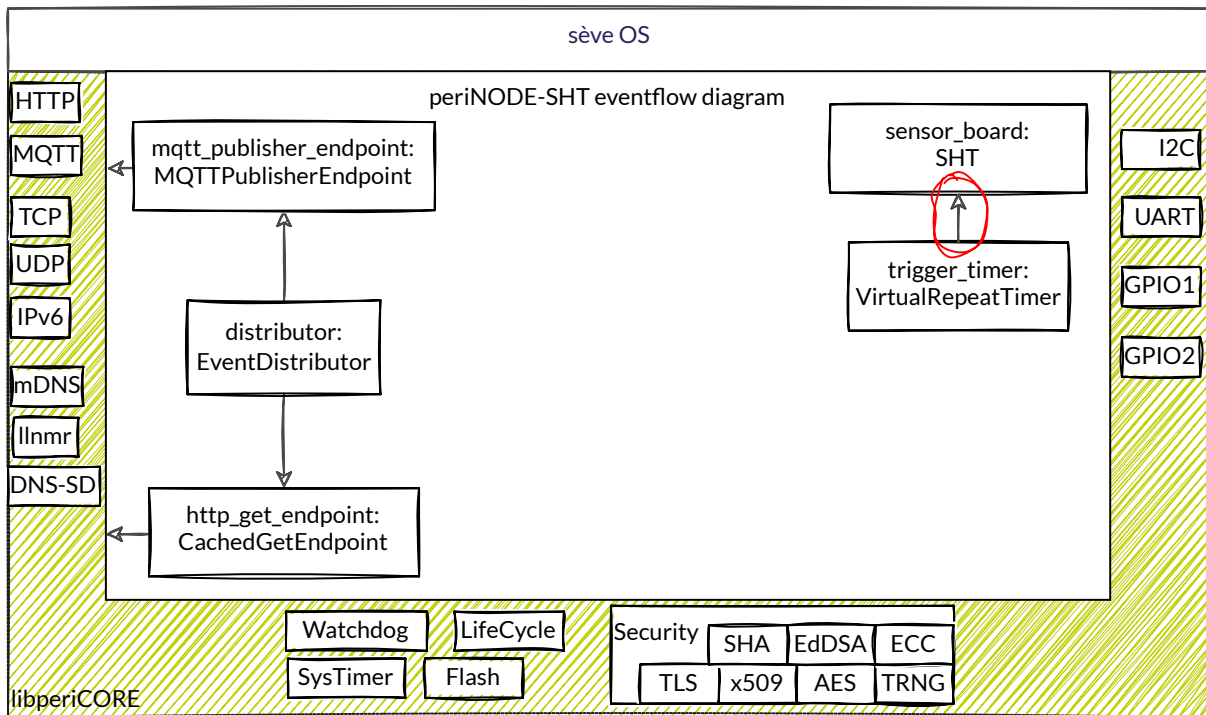 sève OS
periNODE-SHT eventflow diagram
HTTP
MQTT
TCP
UDP
IPv6
mDNS
llnmr
DNS-SD
mqtt_publisher_endpoint:
MQTTPublisherEndpoint
distributor:
EventDistributor
http_get_endpoint:
CachedGetEndpoint
sensor_board:
SHT
trigger_timer:
VirtualRepeatTimer
I2C
UART
GPIO1
GPIO2
Watchdog
LifeCycle
SysTimer
Flash
Security
SHA
EdDSA
ECC
TLS
x509
AES
TRNG
libperiCORE